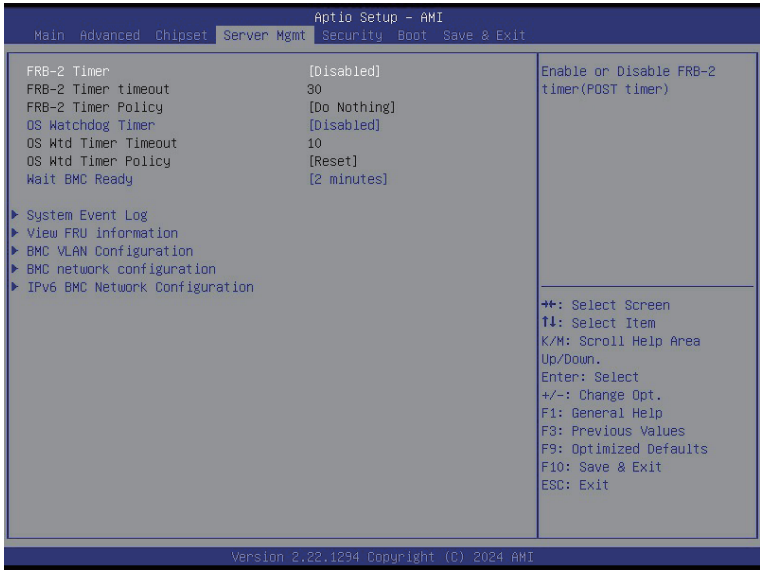 Aptio Setup - AMI
Main Advanced Chipset Server Mgmt Security Boot Save & Exit
FRB-2 Timer [Disabled]
FRB-2 Timer timeout 30
FRB-2 Timer Policy [Do Nothing]
OS Watchdog Timer [Disabled]
OS Wtd Timer Timeout 10
OS Wtd Timer Policy [Reset]
Wait BMC Ready [2 minutes]
System Event Log
View FRU information
BMC VLAN Configuration
BMC network configuration
IPv6 BMC Network Configuration
Enable or Disable FRB-2
timer(POST timer)
→←: Select Screen
↑↓: Select Item
K/M: Scroll Help Area
Up/Down.
Enter: Select
+/-: Change Opt.
F1: General Help
F3: Previous Values
F9: Optimized Defaults
F10: Save & Exit
ESC: Exit
Version 2.22.1294 Copyright (C) 2024 AMI